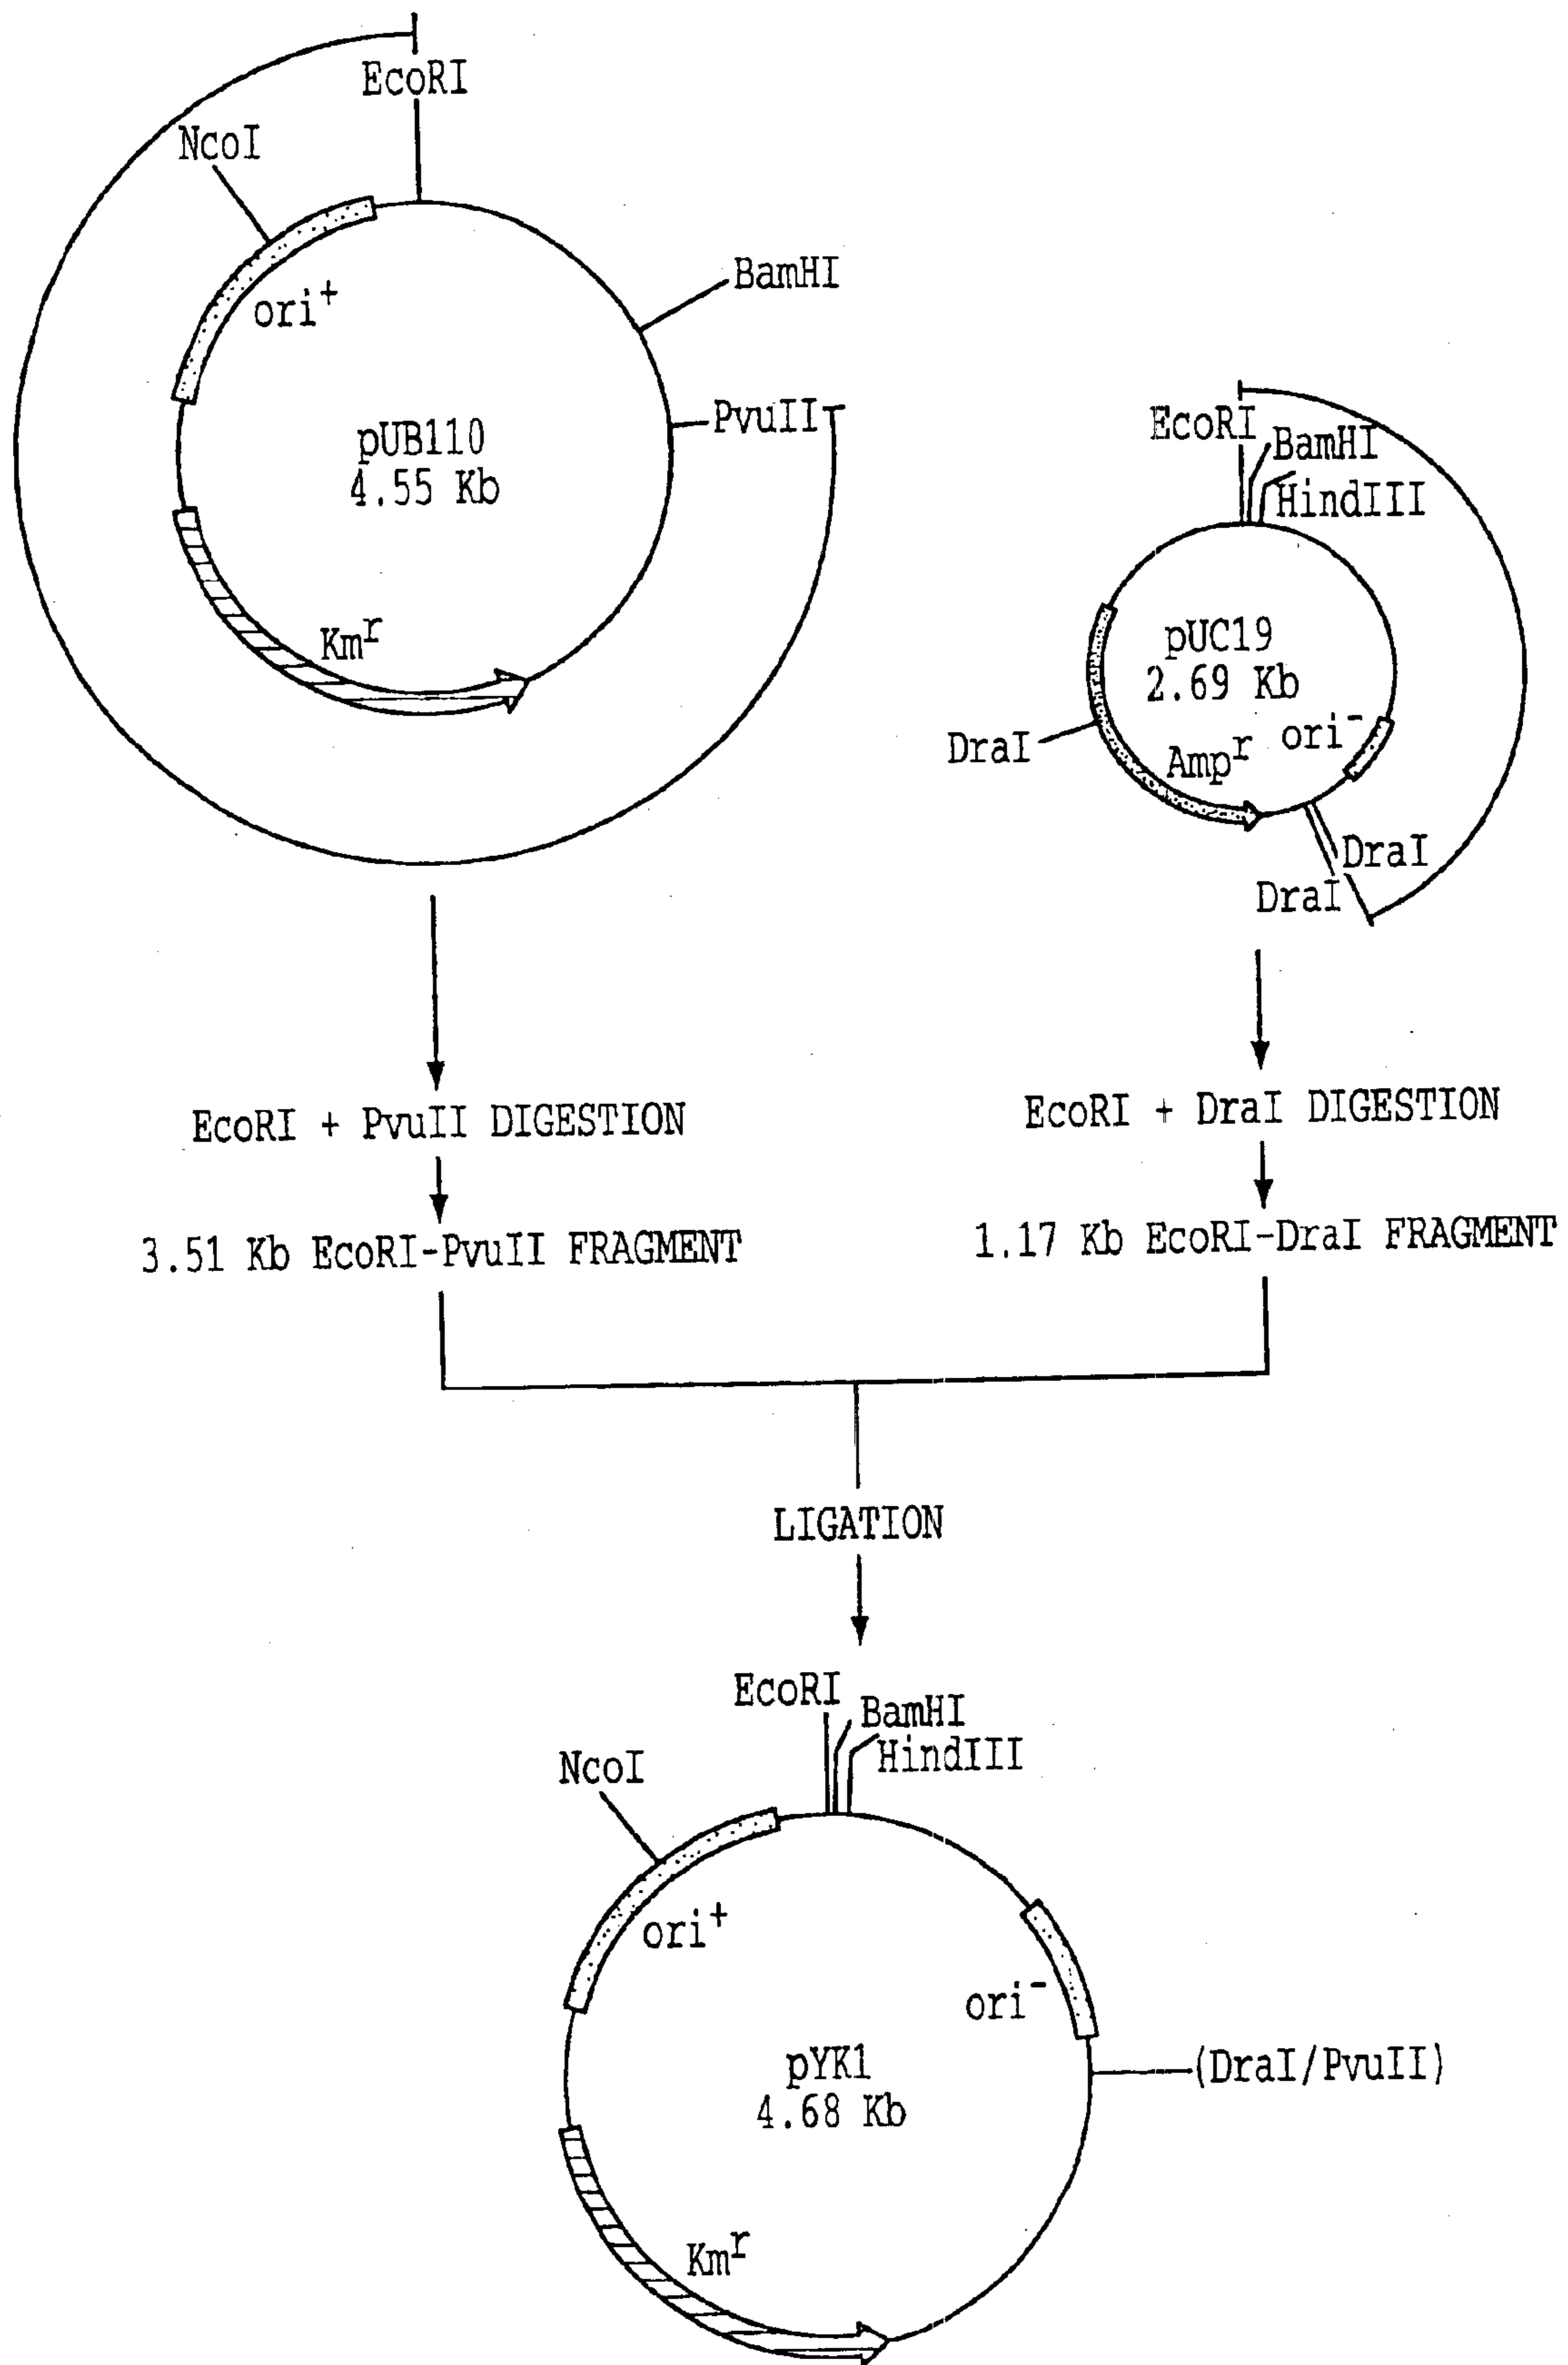 EcoRI
NcoI
BamHI
ori+
PvuII
pUB110
4.55 Kb
Kmr
EcoRI
BamHI
HindIII
pUC19
2.69 Kb
ori-
DraI
Ampr
DraI
DraI
EcoRI + PvuII DIGESTION
EcoRI + DraI DIGESTION
3.51 Kb EcoRI-PvuII FRAGMENT
1.17 Kb EcoRI-DraI FRAGMENT
LIGATION
EcoRI
BamHI
HindIII
NcoI
ori+
ori-
(DraI/PvuII)
pYK1
4.68 Kb
Kmr